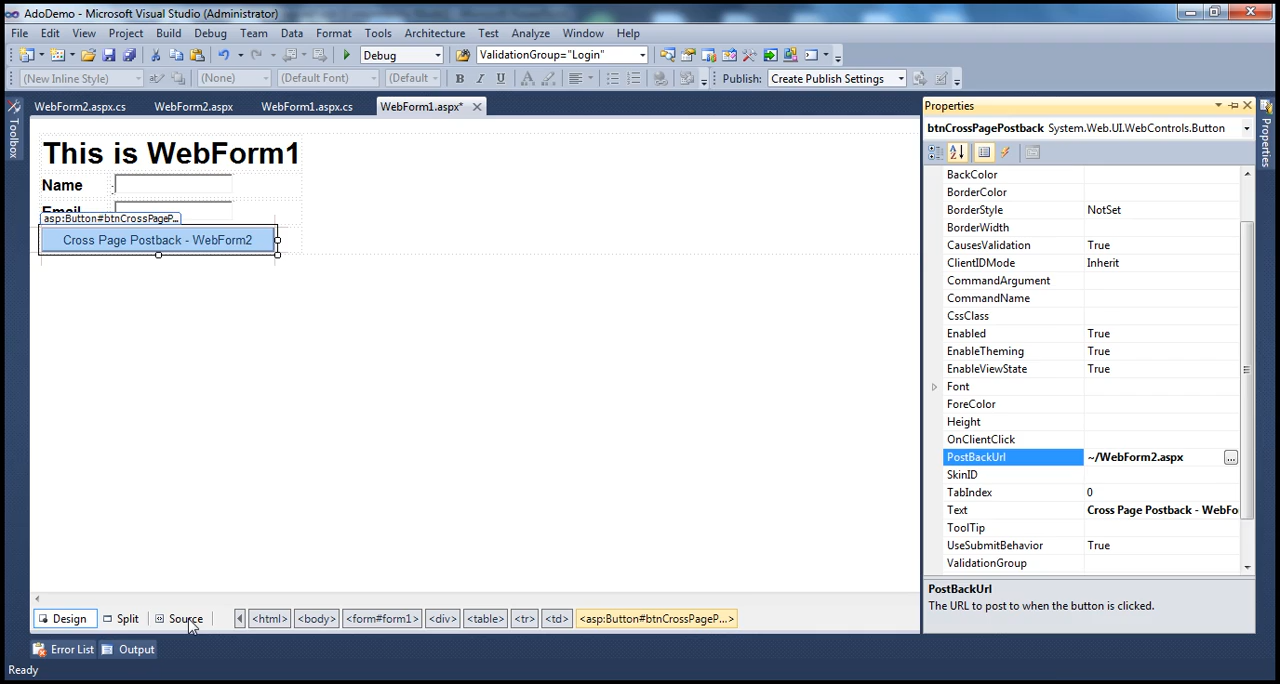 AdoDemo - Microsoft Visual Studio (Administrator)
File Edit View Project Build Debug Team Data Format Tools Architecture Test Analyze Window Help
Debug ValidationGroup="Login"
(New Inline Style) (None) (Default Font) (Default Publish: Create Publish Settings
WebForm2.aspx.cs WebForm2.aspx WebForm1.aspx.cs WebForm1.aspx*
Toolbox
This is WebForm1
Name
Email
asp:Button#btnCrossPageP...
Cross Page Postback - WebForm2
Properties
btnCrossPagePostback System.Web.UI.WebControls.Button
BackColor
BorderColor
BorderStyle NotSet
BorderWidth
CausesValidation True
ClientIDMode Inherit
CommandArgument
CommandName
CssClass
Enabled True
EnableTheming True
EnableViewState True
Font
ForeColor
Height
OnClientClick
PostBackUrl ~/WebForm2.aspx ...
SkinID
TabIndex 0
Text Cross Page Postback - WebFo
ToolTip
UseSubmitBehavior True
ValidationGroup
PostBackUrl
The URL to post to when the button is clicked.
Properties
Design Split Source <html> <body> <form#form1> <div> <table> <tr> <td> <asp:Button#btnCrossPageP...>
Error List Output
Ready